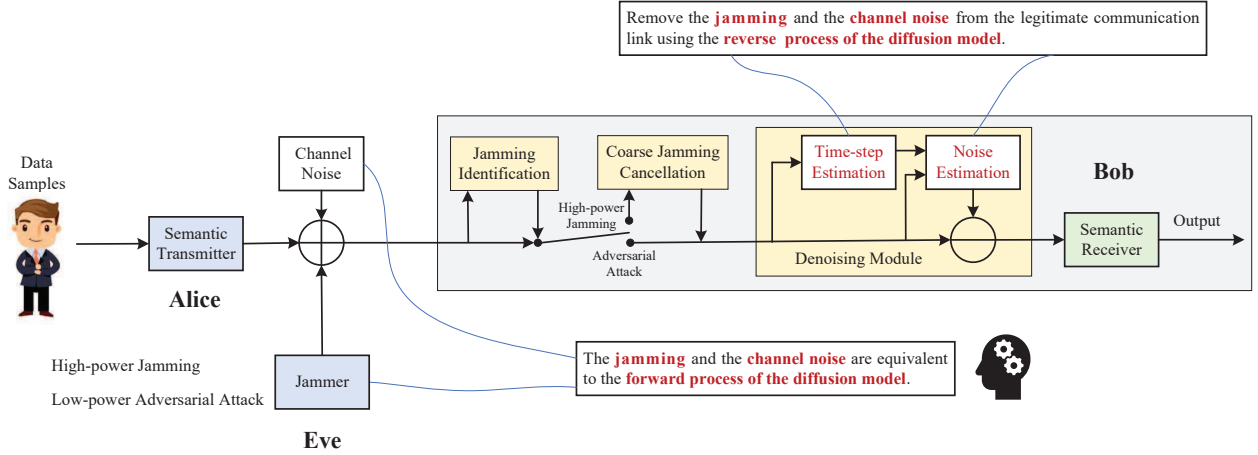 Remove the jamming and the channel noise from the legitimate communication
link using the reverse process of the diffusion model.
Data
Samples
Channel
Noise
Jamming
Identification
Coarse Jamming
Cancellation
Time-step
Estimation
Noise
Estimation
Bob
High-power
Jamming
Adversarial
Attack
Denoising Module
Semantic
Transmitter
Alice
Semantic
Receiver
Output
High-power Jamming
Low-power Adversarial Attack
Jammer
Eve
The jamming and the channel noise are equivalent
to the forward process of the diffusion model.